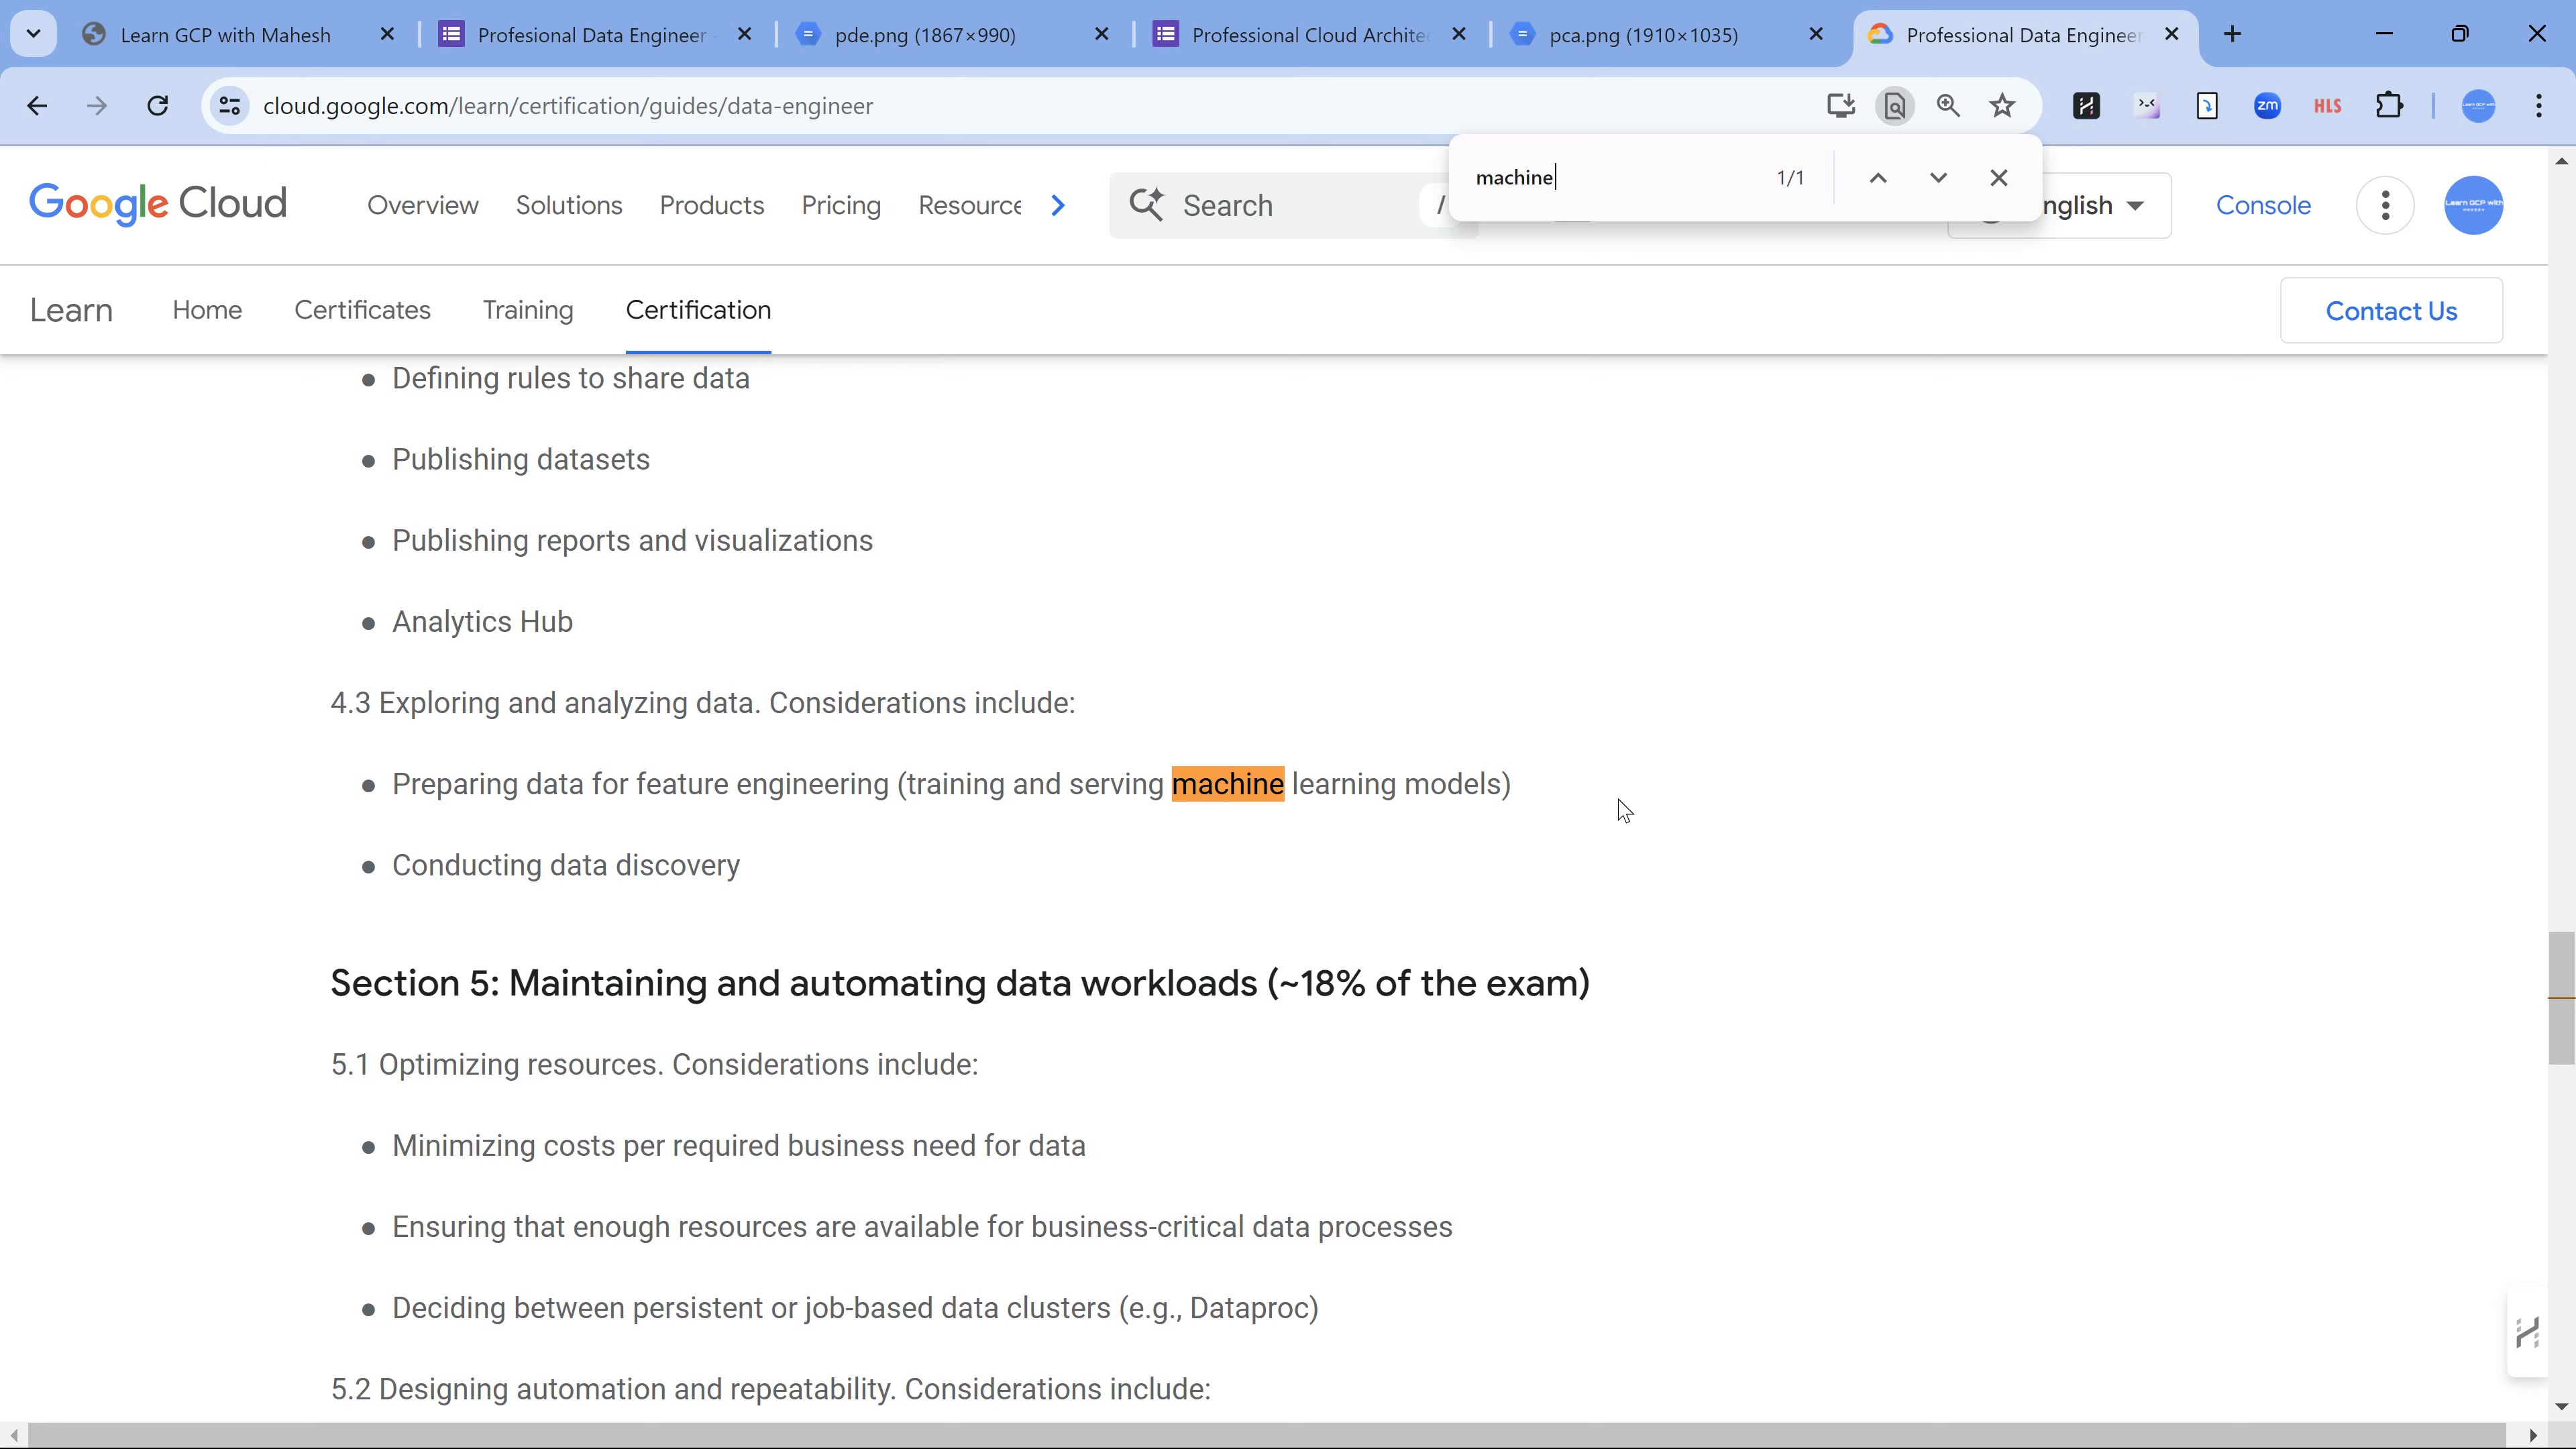 Learn GCP with Mahesh
Profesional Data Engineer
pde.png (1867×990)
Professional Cloud Archite
pca.png (1910×1035)
Professional Data Engineer
cloud.google.com/learn/certification/guides/data-engineer
zm
HLS
machine
1/1
Google Cloud
Overview
Solutions
Products
Pricing
Resource
Search
/
nglish
Console
Learn GCP with
Learn
Home
Certificates
Training
Certification
Contact Us
• Defining rules to share data
• Publishing datasets
• Publishing reports and visualizations
• Analytics Hub
4.3 Exploring and analyzing data. Considerations include:
• Preparing data for feature engineering (training and serving machine learning models)
• Conducting data discovery
Section 5: Maintaining and automating data workloads (~18% of the exam)
5.1 Optimizing resources. Considerations include:
• Minimizing costs per required business need for data
• Ensuring that enough resources are available for business-critical data processes
• Deciding between persistent or job-based data clusters (e.g., Dataproc)
5.2 Designing automation and repeatability. Considerations include: